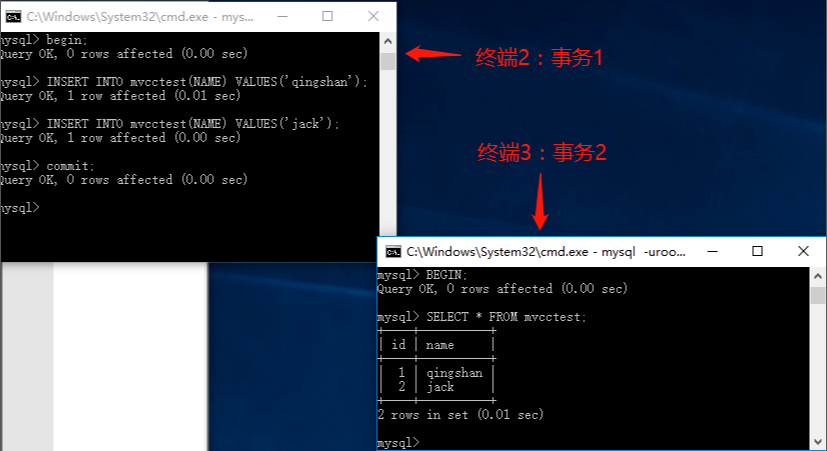 C:\Windows\System32\cmd.exe - mys...
mysql> begin;
Query OK, 0 rows affected (0.00 sec)
mysql> INSERT INTO mvcctest(NAME) VALUES('qingshan');
Query OK, 1 row affected (0.01 sec)
mysql> INSERT INTO mvcctest(NAME) VALUES('jack');
Query OK, 1 row affected (0.00 sec)
mysql> commit;
Query OK, 0 rows affected (0.00 sec)
mysql>
终端2：事务1
终端3：事务2
C:\Windows\System32\cmd.exe - mysql -uroo...
mysql> BEGIN;
Query OK, 0 rows affected (0.00 sec)
mysql> SELECT * FROM mvcctest;
+----+----------+
| id | name     |
+----+----------+
|  1 | qingshan |
|  2 | jack     |
+----+----------+
2 rows in set (0.01 sec)
mysql>